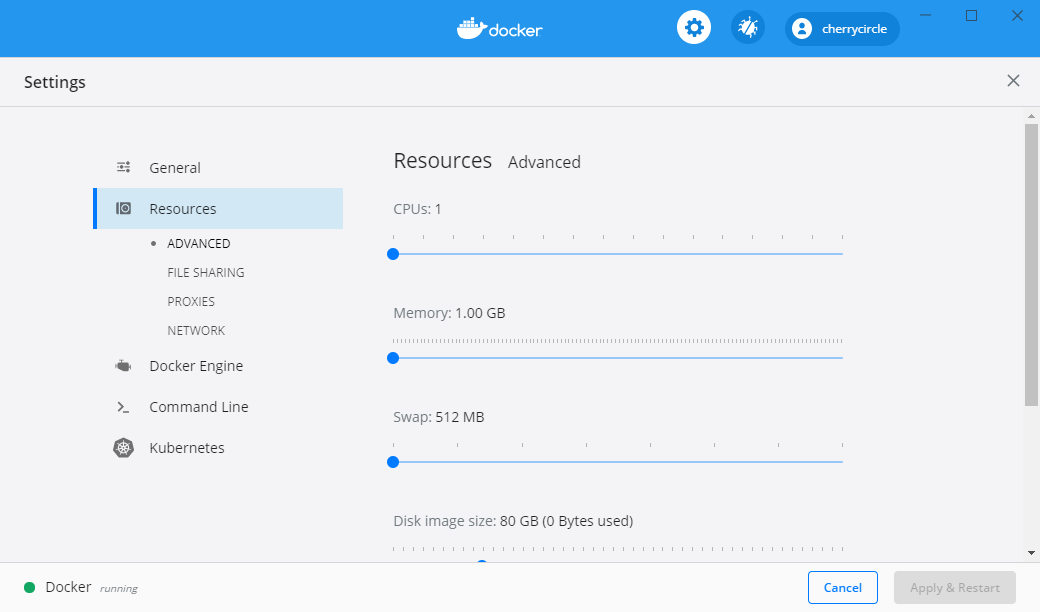 docker
cherrycircle
Settings
General
Resources
ADVANCED
FILE SHARING
PROXIES
NETWORK
Docker Engine
Command Line
Kubernetes
Resources Advanced
CPUs: 1
Memory: 1.00 GB
Swap: 512 MB
Disk image size: 80 GB (0 Bytes used)
Docker running
Cancel
Apply & Restart